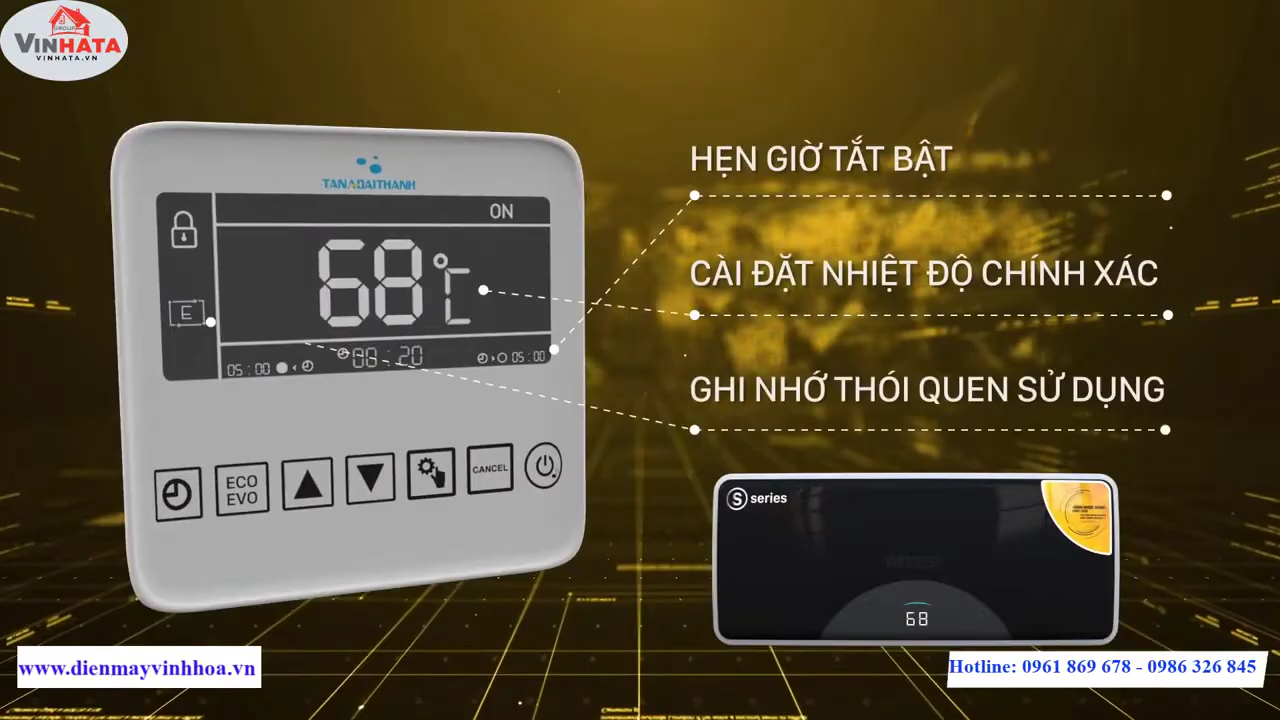 GROUP
VINHATA
VINHATA.VN
TANADAITHANH
ON
68°C
E
05:00
08:20
05:00
ECO
EVO
CANCEL
HẸN GIỜ TẮT BẬT
CÀI ĐẶT NHIỆT ĐỘ CHÍNH XÁC
GHI NHỚ THÓI QUEN SỬ DỤNG
S series
68
www.dienmayvinhhoa.vn
Hotline: 0961 869 678 - 0986 326 845